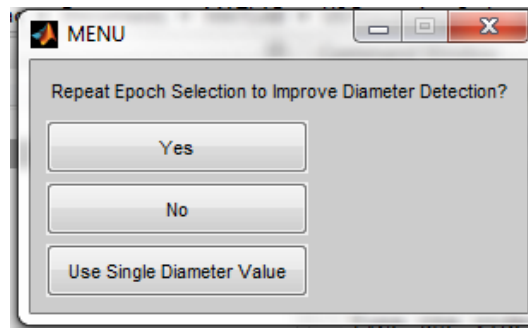 MENU
Repeat Epoch Selection to Improve Diameter Detection?
Yes
No
Use Single Diameter Value